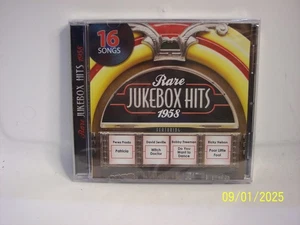 16
SONGS
Rare JUKEBOX HITS 1958
Rare
JUKEBOX HITS
1958
FEATURING
Perez Prado
Patricia
David Seville
Witch
Doctor
Bobby Freeman
Do You
Want to
Dance
Ricky Nelson
Poor Little
Fool
09/01/2025